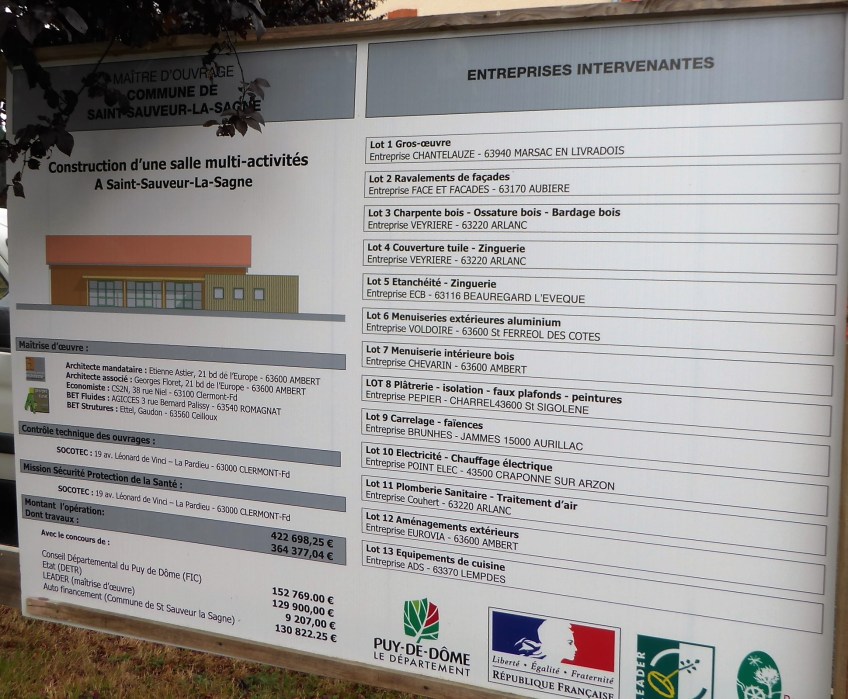 MAÎTRE D'OUVRAGE
COMMUNE DE
SAINT-SAUVEUR-LA-SAGNE
Construction d'une salle multi-activités
A Saint-Sauveur-La-Sagne
Maîtrise d'œuvre :
Architecte mandataire : Etienne Astier, 21 bd de l'Europe - 63600 AMBERT
Architecte associé : Georges Floret, 21 bd de l'Europe - 63600 AMBERT
Economiste : CS2N, 38 rue Niel - 63100 Clermont-Fd
BET Fluides : AGICCES 3 rue Bernard Palissy - 63540 ROMAGNAT
BET Strutures : Ettel, Gaudon - 63560 Ceilloux
Contrôle technique des ouvrages :
SOCOTEC : 19 av. Léonard de Vinci – La Pardieu - 63000 CLERMONT-Fd
Mission Sécurité Protection de la Santé :
SOCOTEC : 19 av. Léonard de Vinci – La Pardieu - 63000 CLERMONT-Fd
Montant l'opération: 422 698,25 €
Dont travaux : 364 377,04 €
Avec le concours de :
Conseil Départemental du Puy de Dôme (FIC) 152 769.00 €
Etat (DETR) 129 900,00 €
LEADER (maîtrise d'œuvre) 9 207,00 €
Auto financement (Commune de St Sauveur la Sagne) 130 822.25 €
ENTREPRISES INTERVENANTES
Lot 1 Gros-œuvre
Entreprise CHANTELAUZE - 63940 MARSAC EN LIVRADOIS
Lot 2 Ravalements de façades
Entreprise FACE ET FACADES - 63170 AUBIERE
Lot 3 Charpente bois - Ossature bois - Bardage bois
Entreprise VEYRIERE - 63220 ARLANC
Lot 4 Couverture tuile - Zinguerie
Entreprise VEYRIERE - 63220 ARLANC
Lot 5 Etanchéité - Zinguerie
Entreprise ECB - 63116 BEAUREGARD L'EVEQUE
Lot 6 Menuiseries extérieures aluminium
Entreprise VOLDOIRE - 63600 St FERREOL DES COTES
Lot 7 Menuiserie intérieure bois
Entreprise CHEVARIN - 63600 AMBERT
LOT 8 Plâtrerie - isolation - faux plafonds - peintures
Entreprise PEPIER - CHARREL43600 St SIGOLENE
Lot 9 Carrelage - faïences
Entreprise BRUNHES - JAMMES 15000 AURILLAC
Lot 10 Electricité - Chauffage électrique
Entreprise POINT ELEC - 43500 CRAPONNE SUR ARZON
Lot 11 Plomberie Sanitaire - Traitement d'air
Entreprise Couhert - 63220 ARLANC
Lot 12 Aménagements extérieurs
Entreprise EUROVIA - 63600 AMBERT
Lot 13 Equipements de cuisine
Entreprise ADS - 63370 LEMPDES
PUY-DE-DÔME
LE DÉPARTEMENT
Liberté • Égalité • Fraternité
RÉPUBLIQUE FRANÇAISE
LEADER